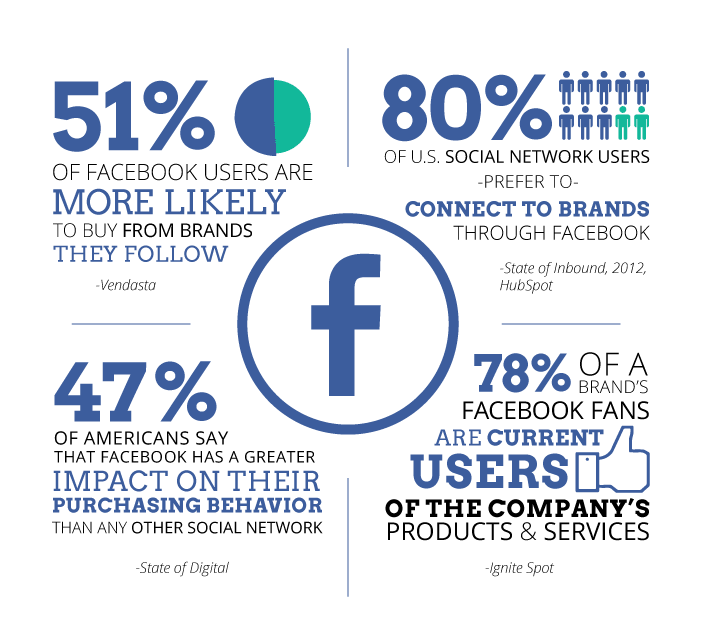 51%
OF FACEBOOK USERS ARE
MORE LIKELY
TO BUY FROM BRANDS
THEY FOLLOW
-Vendasta
80%
OF U.S. SOCIAL NETWORK USERS
-PREFER TO-
CONNECT TO BRANDS
THROUGH FACEBOOK
-State of Inbound, 2012,
HubSpot
f
47%
OF AMERICANS SAY
THAT FACEBOOK HAS A GREATER
IMPACT ON THEIR
PURCHASING BEHAVIOR
THAN ANY OTHER SOCIAL NETWORK
-State of Digital
78% OF A
BRAND'S
FACEBOOK FANS
ARE CURRENT
USERS
OF THE COMPANY'S
PRODUCTS & SERVICES
-Ignite Spot